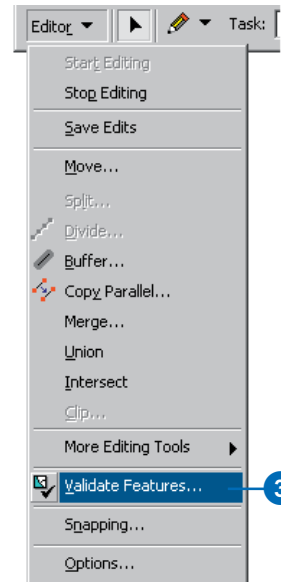 Editor Task:
Start Editing
Stop Editing
Save Edits
Move...
Split...
Divide...
Buffer...
Copy Parallel...
Merge...
Union
Intersect
Clip...
More Editing Tools
Validate Features...
3
Snapping...
Options...